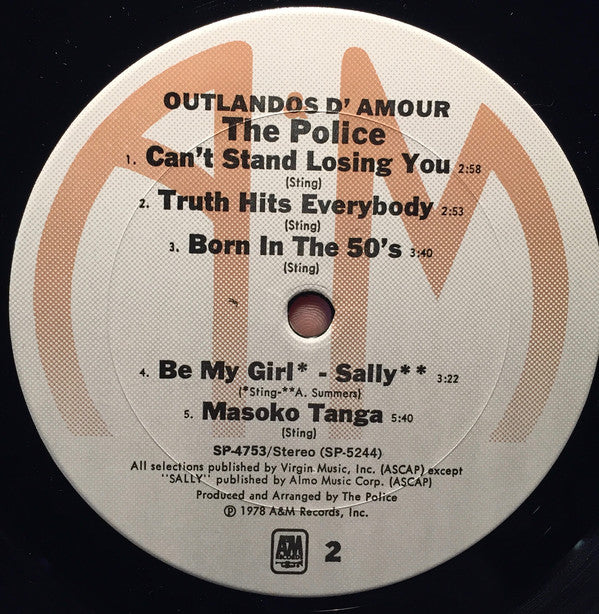 OUTLANDOS D' AMOUR
The Police
1. Can't Stand Losing You 2:58
(Sting)
2. Truth Hits Everybody 2:53
(Sting)
3. Born In The 50's 3:40
(Sting)
4. Be My Girl* - Sally** 3:22
(*Sting-**A. Summers)
5. Masoko Tanga 5:40
(Sting)
SP-4753/Stereo (SP-5244)
All selections published by Virgin Music, Inc. (ASCAP) except
"SALLY" published by Almo Music Corp. (ASCAP)
Produced and Arranged by The Police
℗ 1978 A&M Records, Inc.
A&M
RECORDS
2